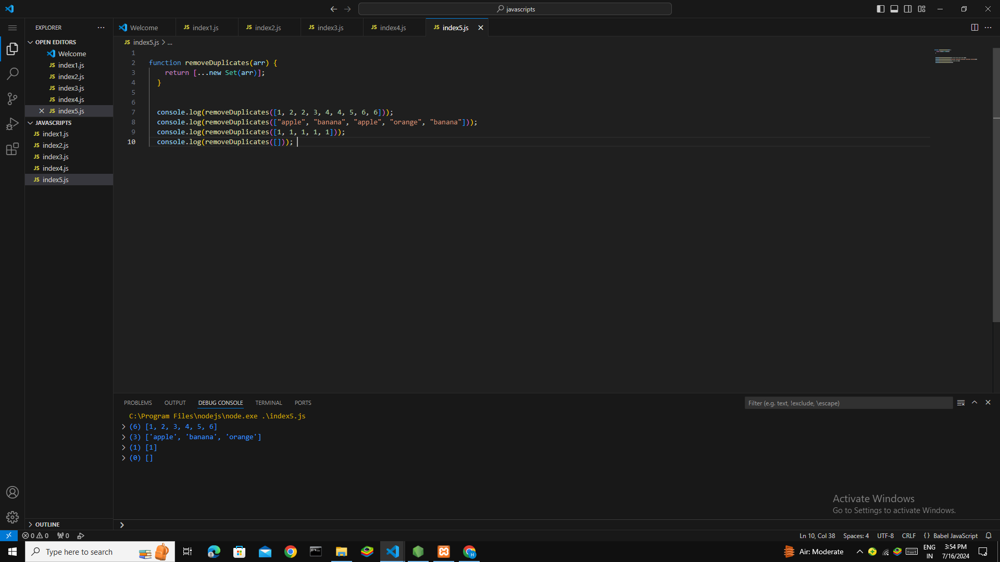 javascripts
EXPLORER
Welcome
JS index1.js
JS index2.js
JS index3.js
JS index4.js
JS index5.js
OPEN EDITORS
Welcome
JS index1.js
JS index2.js
JS index3.js
JS index4.js
JS index5.js
JAVASCRIPTS
JS index1.js
JS index2.js
JS index3.js
JS index4.js
JS index5.js
OUTLINE
JS index5.js > ...
1
2 function removeDuplicates(arr) {
3 return [...new Set(arr)];
4 }
5
6
7 console.log(removeDuplicates([1, 2, 2, 3, 4, 4, 5, 6, 6]));
8 console.log(removeDuplicates(["apple", "banana", "apple", "orange", "banana"]));
9 console.log(removeDuplicates([1, 1, 1, 1, 1]));
10 console.log(removeDuplicates([]));
PROBLEMS OUTPUT DEBUG CONSOLE TERMINAL PORTS
Filter (e.g. text, !exclude, \escape)
C:\Program Files\nodejs\node.exe .\index5.js
> (6) [1, 2, 3, 4, 5, 6]
> (3) ['apple', 'banana', 'orange']
> (1) [1]
> (0) []
>
Activate Windows
Go to Settings to activate Windows.
0 0 0
Ln 10, Col 38 Spaces: 4 UTF-8 CRLF {} Babel JavaScript
Type here to search
H
Air: Moderate
ENG
IN
3:54 PM
7/16/2024